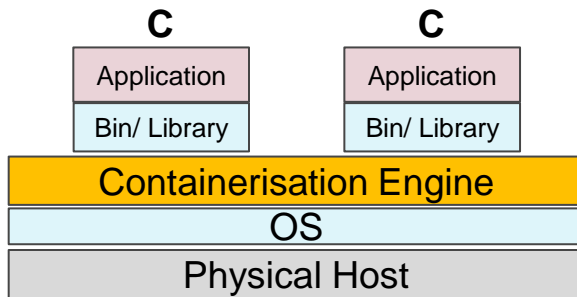 C C
Application Application
Bin/ Library Bin/ Library
Containerisation Engine
OS
Physical Host